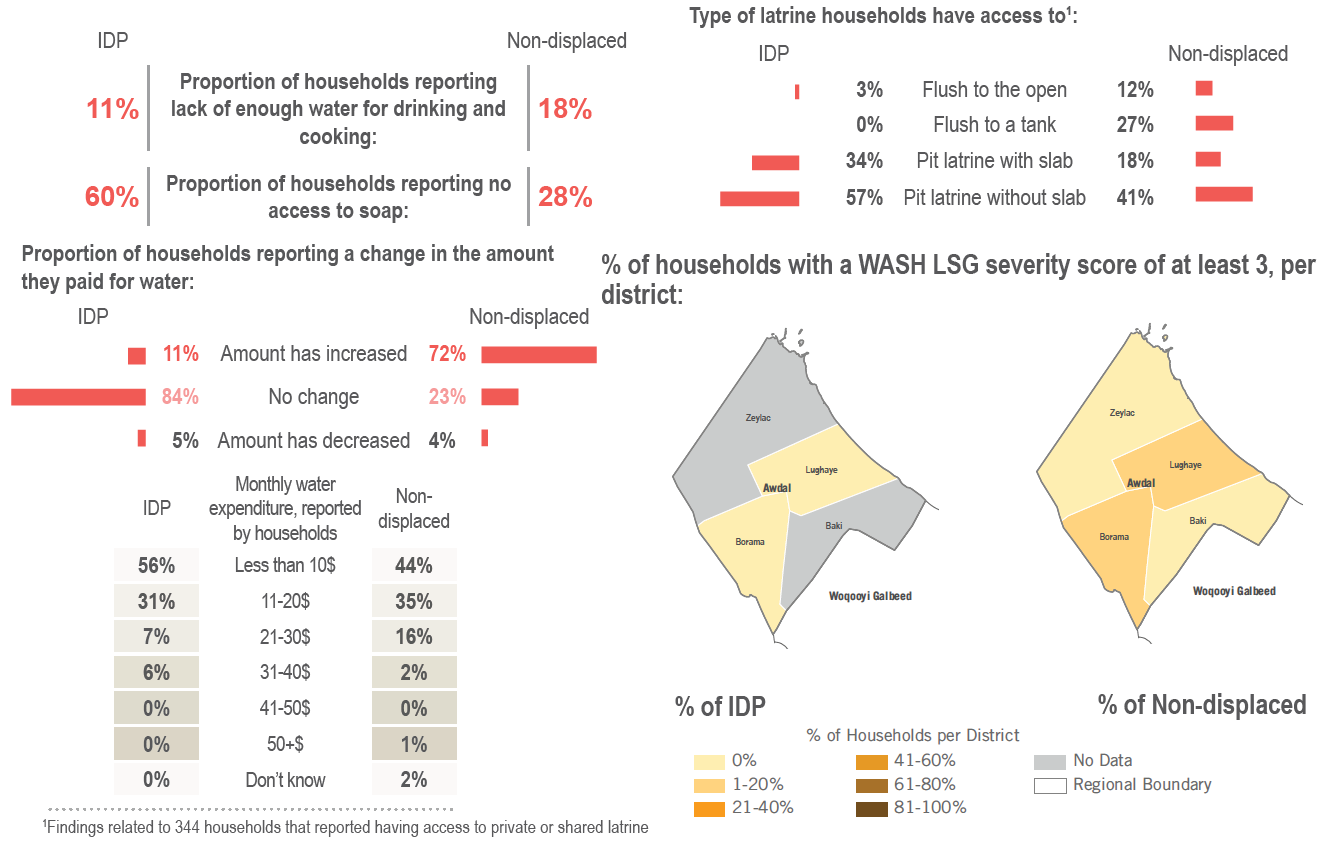 IDP
Non-displaced
11%
Proportion of households reporting
lack of enough water for drinking and
cooking:
18%
60%
Proportion of households reporting no
access to soap:
28%
Type of latrine households have access to¹:
IDP
Non-displaced
3% Flush to the open 12%
0% Flush to a tank 27%
34% Pit latrine with slab 18%
57% Pit latrine without slab 41%
Proportion of households reporting a change in the amount
they paid for water:
IDP
Non-displaced
11% Amount has increased 72%
84% No change 23%
5% Amount has decreased 4%
IDP
Monthly water
expenditure, reported
by households
Non-
displaced
56% Less than 10$ 44%
31% 11-20$ 35%
7% 21-30$ 16%
6% 31-40$ 2%
0% 41-50$ 0%
0% 50+$ 1%
0% Don't know 2%
¹Findings related to 344 households that reported having access to private or shared latrine
% of households with a WASH LSG severity score of at least 3, per
district:
Zeylac
Lughaye
Awdal
Baki
Borama
Woqooyi Galbeed
Zeylac
Lughaye
Awdal
Baki
Borama
Woqooyi Galbeed
% of IDP
% of Non-displaced
% of Households per District
0%
1-20%
21-40%
41-60%
61-80%
81-100%
No Data
Regional Boundary